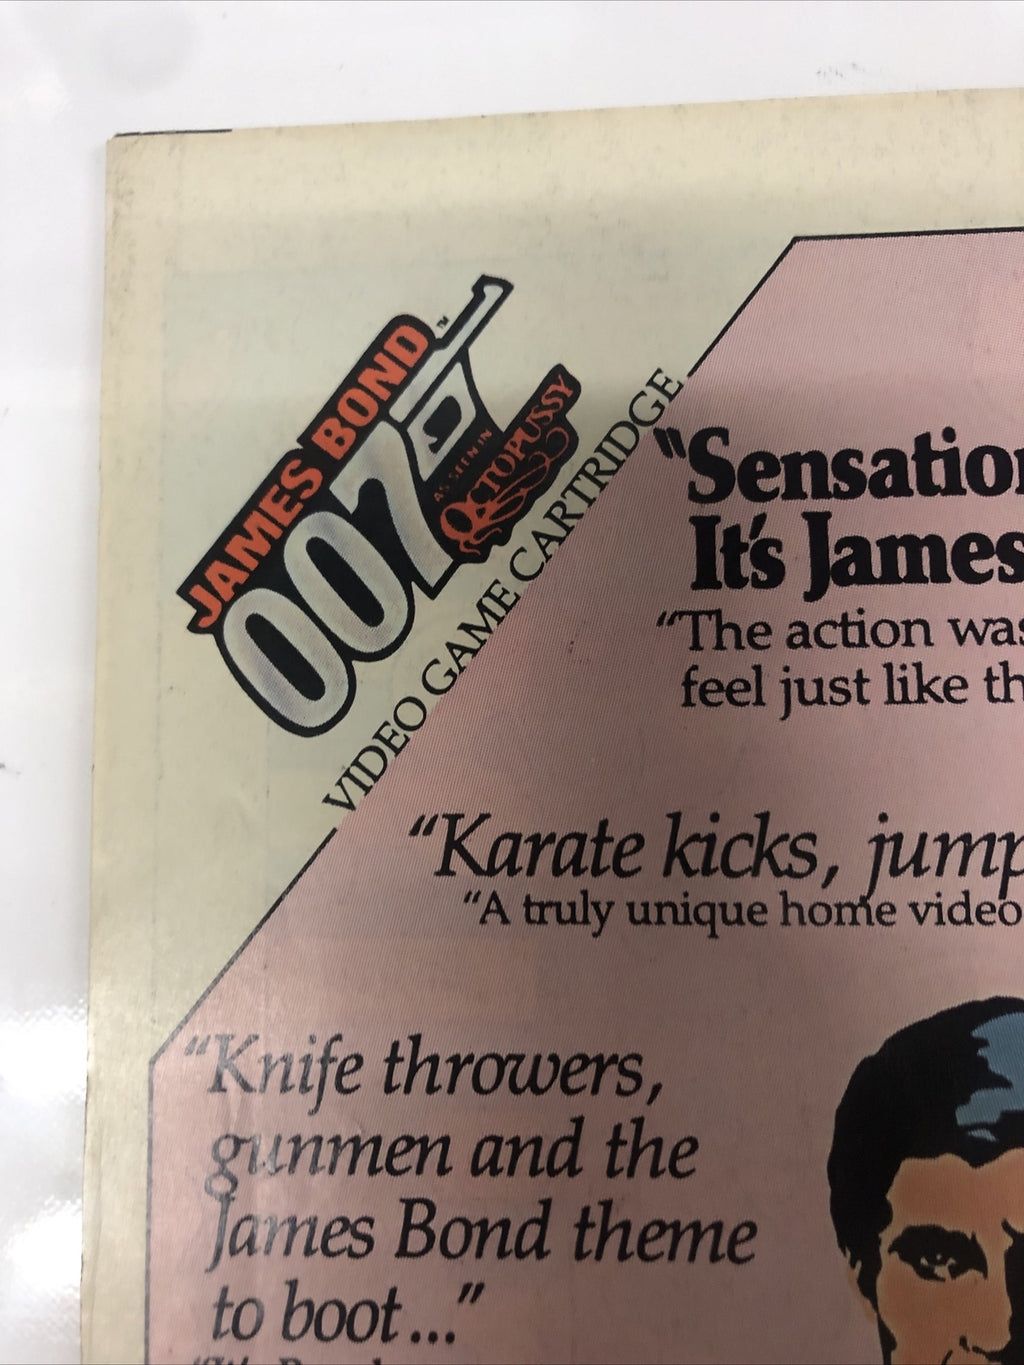 JAMES BOND
007 ™
AS SEEN IN
OCTOPUSSY
VIDEO GAME CARTRIDGE
"Sensation
It's James
"The action was
feel just like th
"Karate kicks, jump
"A truly unique home video
"Knife throwers,
gunmen and the
James Bond theme
to boot..."